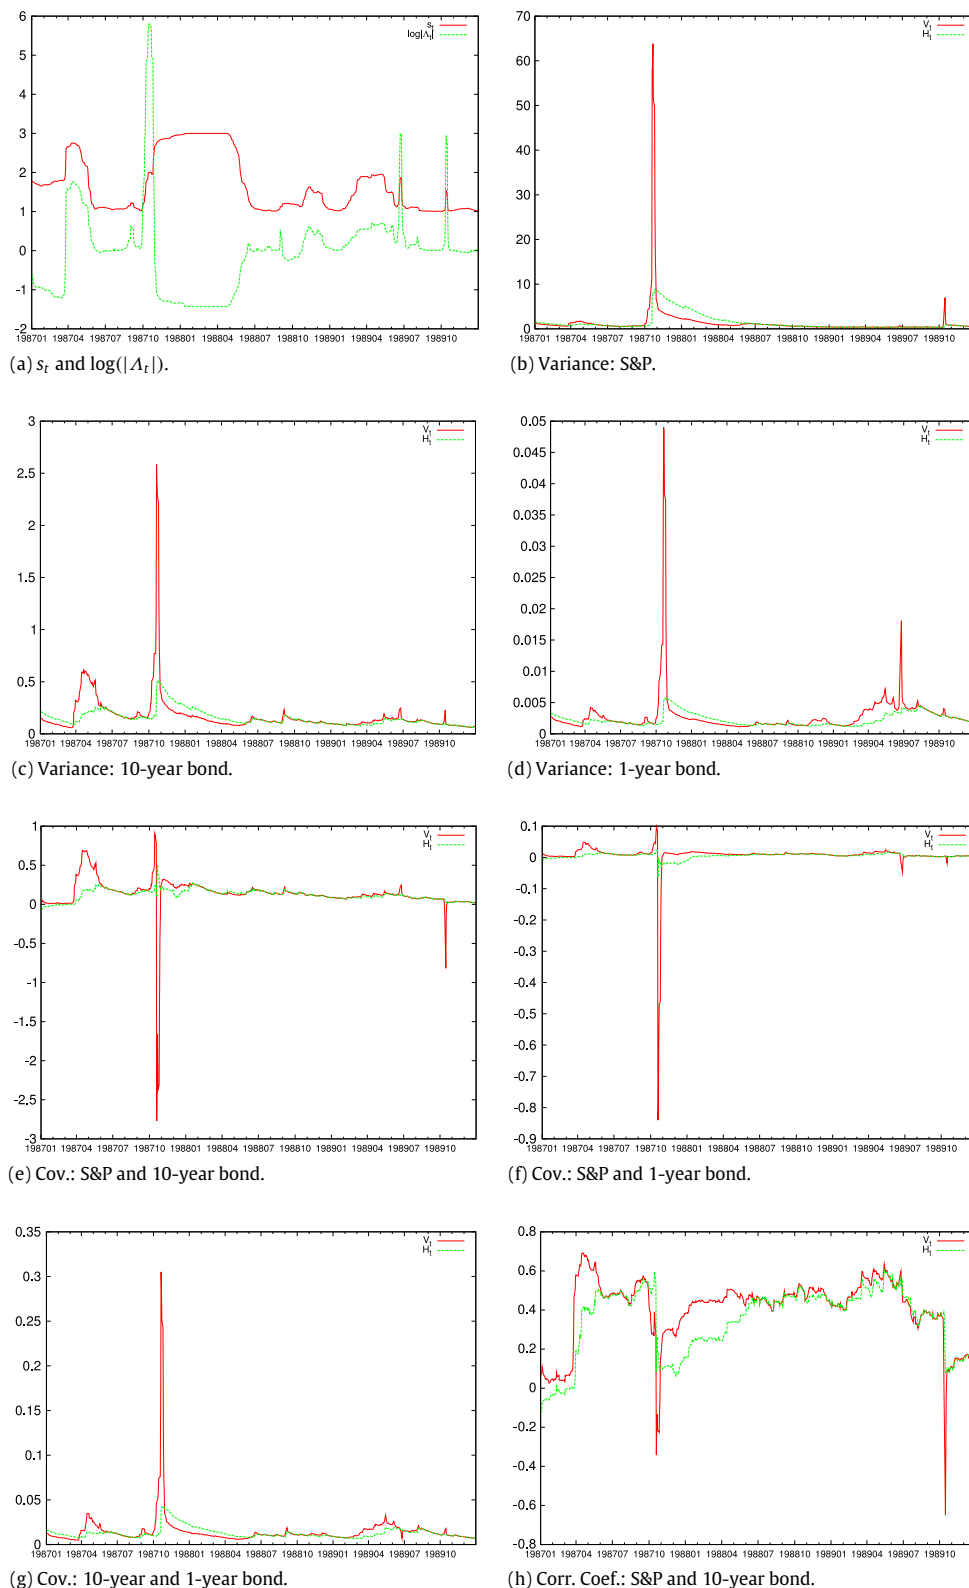 6
5
4
3
2
1
0
-1
-2
s_t
log|Λ_t|
198701 198704 198707 198710 198801 198804 198807 198810 198901 198904 198907 198910
(a) s_t and log(|Λ_t|).
70
60
50
40
30
20
10
0
V_t
H_t
198701 198704 198707 198710 198801 198804 198807 198810 198901 198904 198907 198910
(b) Variance: S&P.
3
2.5
2
1.5
1
0.5
0
V_t
H_t
198701 198704 198707 198710 198801 198804 198807 198810 198901 198904 198907 198910
(c) Variance: 10-year bond.
0.05
0.045
0.04
0.035
0.03
0.025
0.02
0.015
0.01
0.005
0
V_t
H_t
198701 198704 198707 198710 198801 198804 198807 198810 198901 198904 198907 198910
(d) Variance: 1-year bond.
1
0.5
0
-0.5
-1
-1.5
-2
-2.5
-3
V_t
H_t
198701 198704 198707 198710 198801 198804 198807 198810 198901 198904 198907 198910
(e) Cov.: S&P and 10-year bond.
0.1
0
-0.1
-0.2
-0.3
-0.4
-0.5
-0.6
-0.7
-0.8
-0.9
V_t
H_t
198701 198704 198707 198710 198801 198804 198807 198810 198901 198904 198907 198910
(f) Cov.: S&P and 1-year bond.
0.35
0.3
0.25
0.2
0.15
0.1
0.05
0
V_t
H_t
198701 198704 198707 198710 198801 198804 198807 198810 198901 198904 198907 198910
(g) Cov.: 10-year and 1-year bond.
0.8
0.6
0.4
0.2
0
-0.2
-0.4
-0.6
-0.8
V_t
H_t
198701 198704 198707 198710 198801 198804 198807 198810 198901 198904 198907 198910
(h) Corr. Coef.: S&P and 10-year bond.